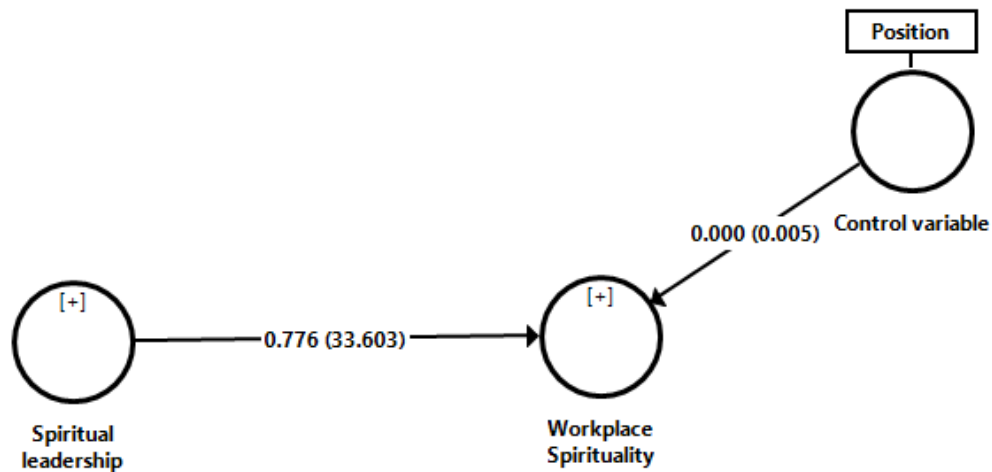 Position
Control variable
0.000 (0.005)
[+]
[+]
0.776 (33.603)
Spiritual
leadership
Workplace
Spirituality